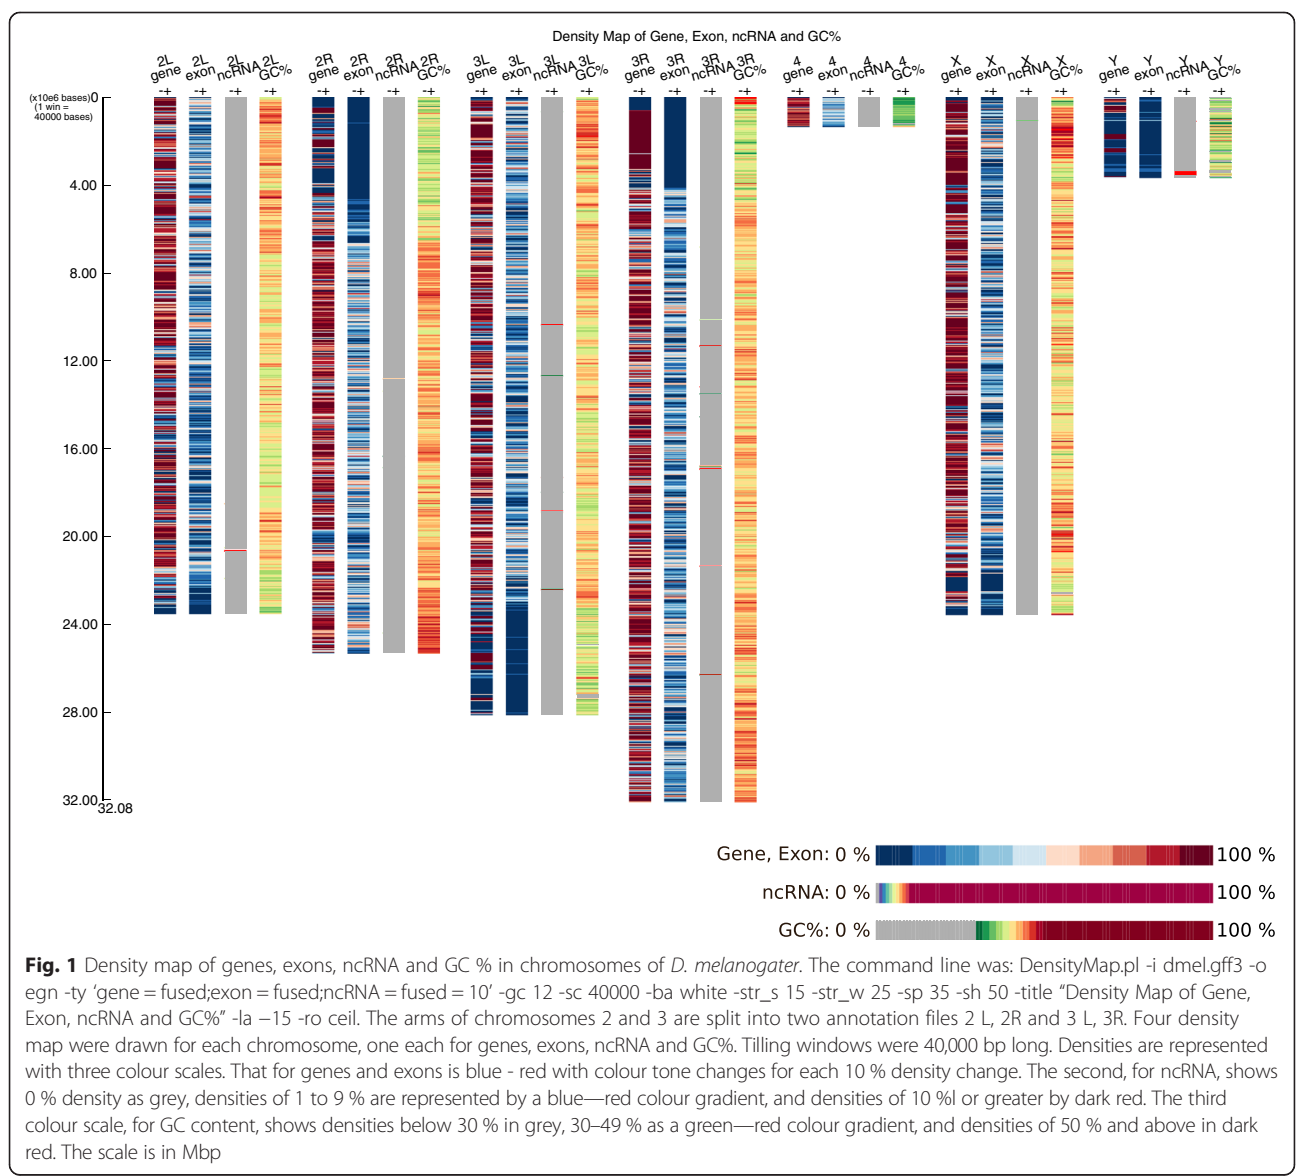 Density Map of Gene, Exon, ncRNA and GC%
2L gene 2L exon 2L ncRNA 2L GC% 2R gene 2R exon 2R ncRNA 2R GC% 3L gene 3L exon 3L ncRNA 3L GC% 3R gene 3R exon 3R ncRNA 3R GC% 4 gene 4 exon 4 ncRNA 4 GC% X gene X exon X ncRNA X GC% Y gene Y exon Y ncRNA Y GC%
-+ -+ -+ -+ -+ -+ -+ -+ -+ -+ -+ -+ -+ -+ -+ -+ -+ -+ -+ -+ -+ -+ -+ -+ -+ -+ -+ -+
(x10e6 bases) 0
(1 win =
40000 bases)
4.00
8.00
12.00
16.00
20.00
24.00
28.00
32.00
32.08
Gene, Exon: 0 % 100 %
ncRNA: 0 % 100 %
GC%: 0 % 100 %
Fig. 1 Density map of genes, exons, ncRNA and GC % in chromosomes of D. melanogater. The command line was: DensityMap.pl -i dmel.gff3 -o
egn -ty ‘gene = fused;exon = fused;ncRNA = fused = 10’ -gc 12 -sc 40000 -ba white -str_s 15 -str_w 25 -sp 35 -sh 50 -title “Density Map of Gene,
Exon, ncRNA and GC%” -la −15 -ro ceil. The arms of chromosomes 2 and 3 are split into two annotation files 2 L, 2R and 3 L, 3R. Four density
map were drawn for each chromosome, one each for genes, exons, ncRNA and GC%. Tilling windows were 40,000 bp long. Densities are represented
with three colour scales. That for genes and exons is blue - red with colour tone changes for each 10 % density change. The second, for ncRNA, shows
0 % density as grey, densities of 1 to 9 % are represented by a blue—red colour gradient, and densities of 10 %l or greater by dark red. The third
colour scale, for GC content, shows densities below 30 % in grey, 30–49 % as a green—red colour gradient, and densities of 50 % and above in dark
red. The scale is in Mbp